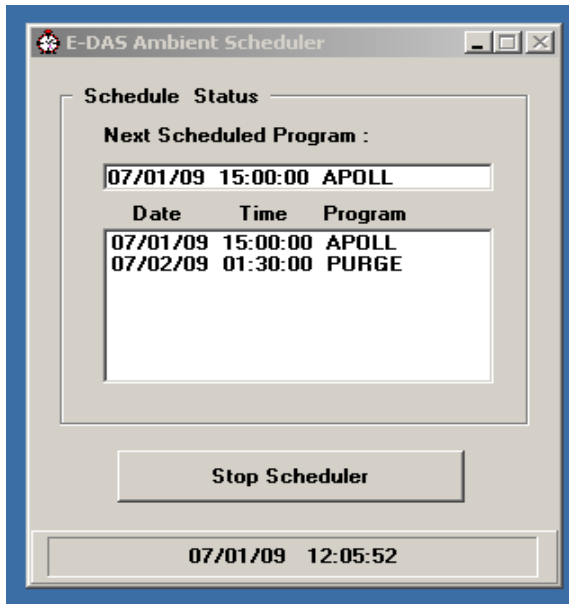 E-DAS Ambient Scheduler
Schedule Status
Next Scheduled Program :
07/01/09 15:00:00 APOLL
Date Time Program
07/01/09 15:00:00 APOLL
07/02/09 01:30:00 PURGE
Stop Scheduler
07/01/09 12:05:52